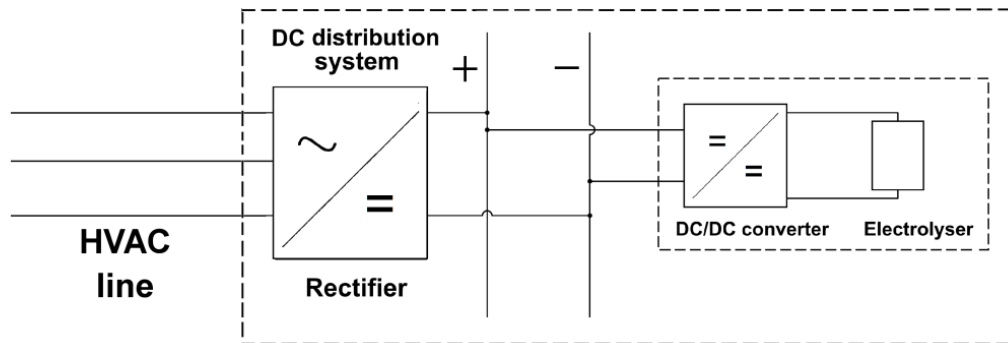 DC distribution
system
+
−
~
=
=
=
HVAC
line
Rectifier
DC/DC converter
Electrolyser